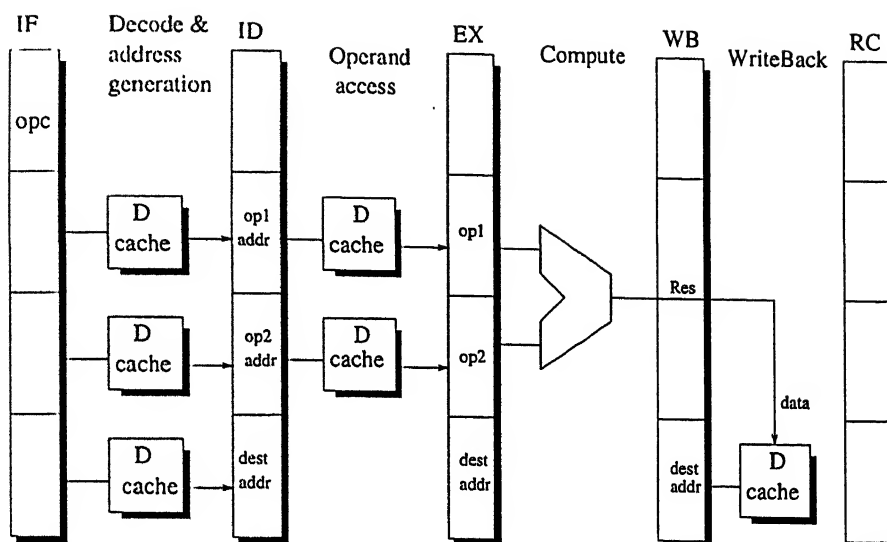 IF
Decode &
address
generation
ID
Operand
access
EX
Compute
WB
WriteBack
RC
opc
D
cache
op1
addr
D
cache
op1
D
cache
op2
addr
D
cache
op2
Res
data
D
cache
dest
addr
dest
addr
dest
addr
D
cache